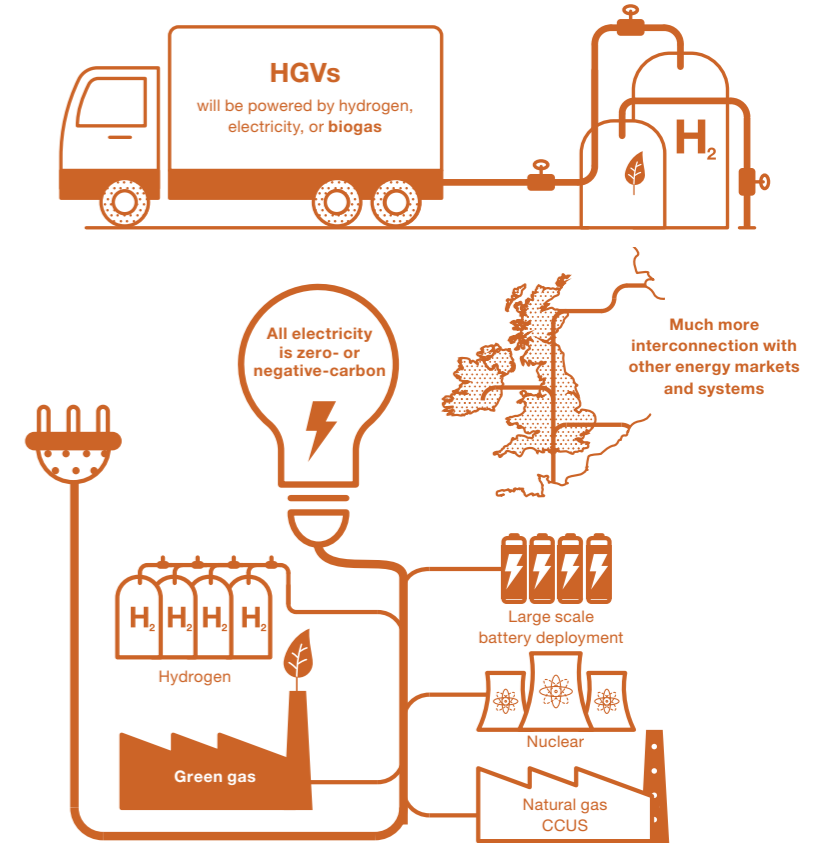 HGVs
will be powered by hydrogen,
electricity, or biogas
H2
All electricity
is zero- or
negative-carbon
Much more
interconnection with
other energy markets
and systems
H2 H2 H2 H2
Hydrogen
Large scale
battery deployment
Nuclear
Green gas
Natural gas
CCUS